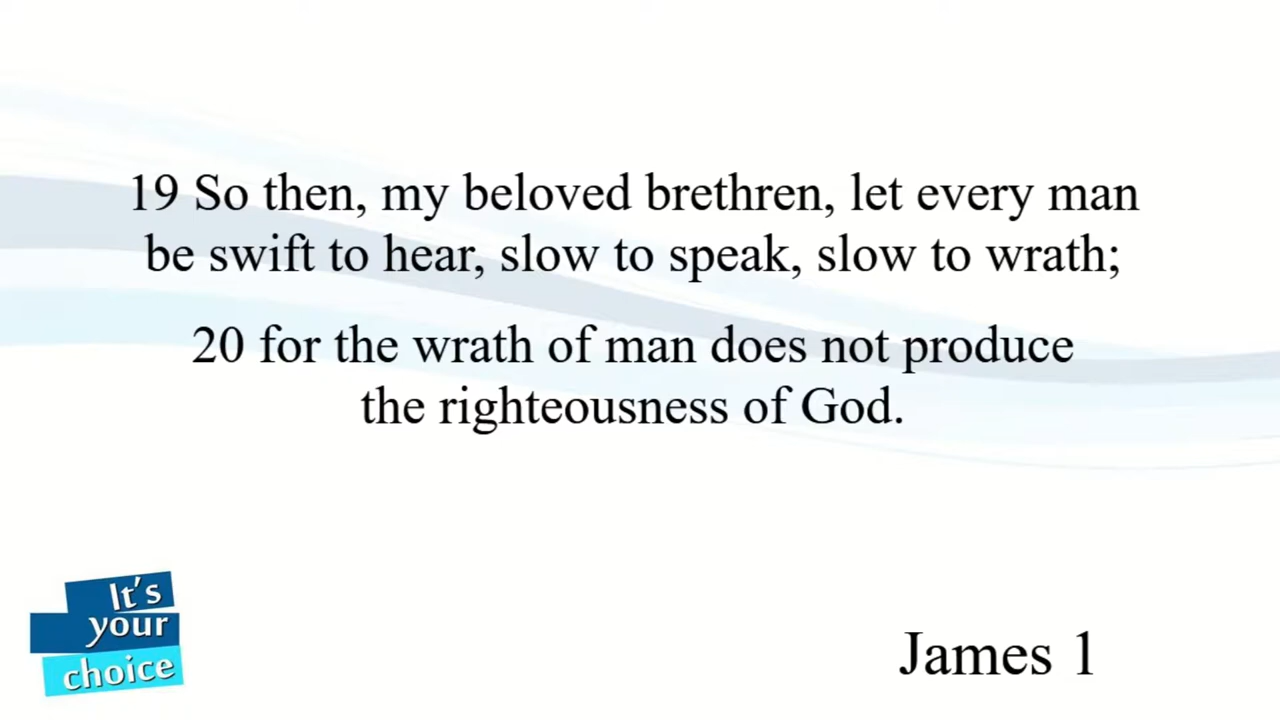 19 So then, my beloved brethren, let every man
be swift to hear, slow to speak, slow to wrath;
20 for the wrath of man does not produce
the righteousness of God.
It's
your
choice
James 1